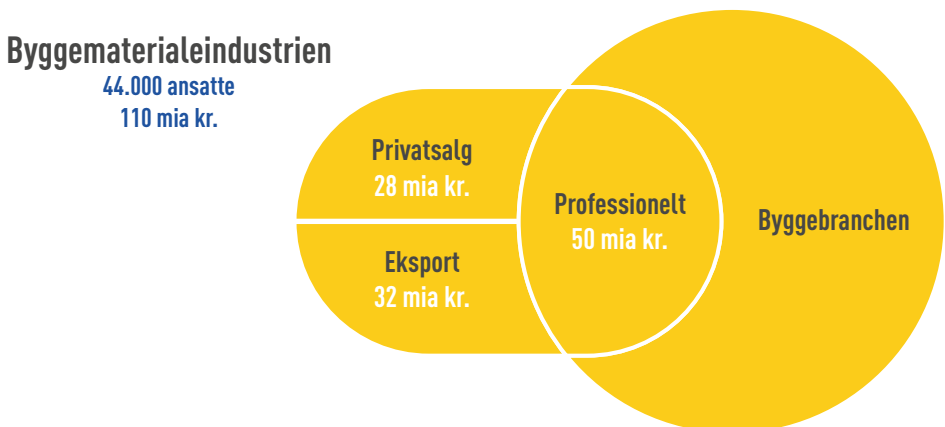 Byggematerialeindustrien
44.000 ansatte
110 mia kr.
Privatsalg
28 mia kr.
Eksport
32 mia kr.
Professionelt
50 mia kr.
Byggebranchen